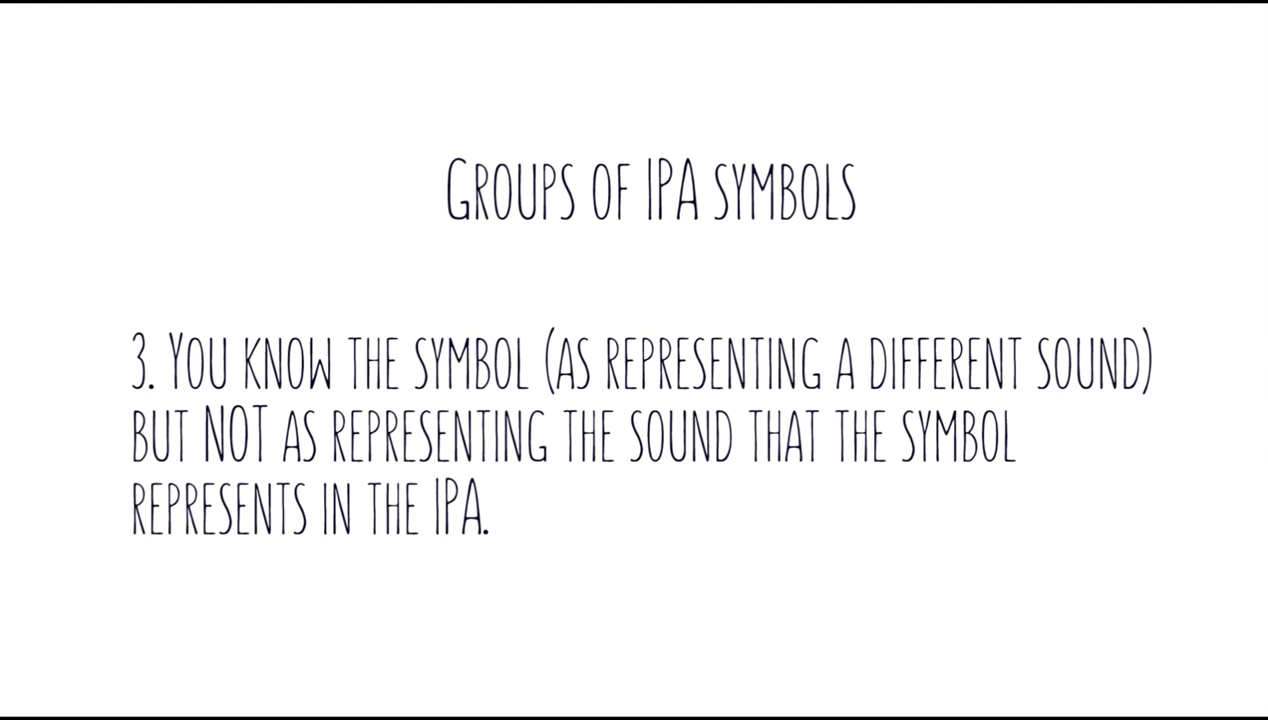 Groups of IPA symbols
3. You know the symbol (as representing a different sound)
but NOT as representing the sound that the symbol
represents in the IPA.